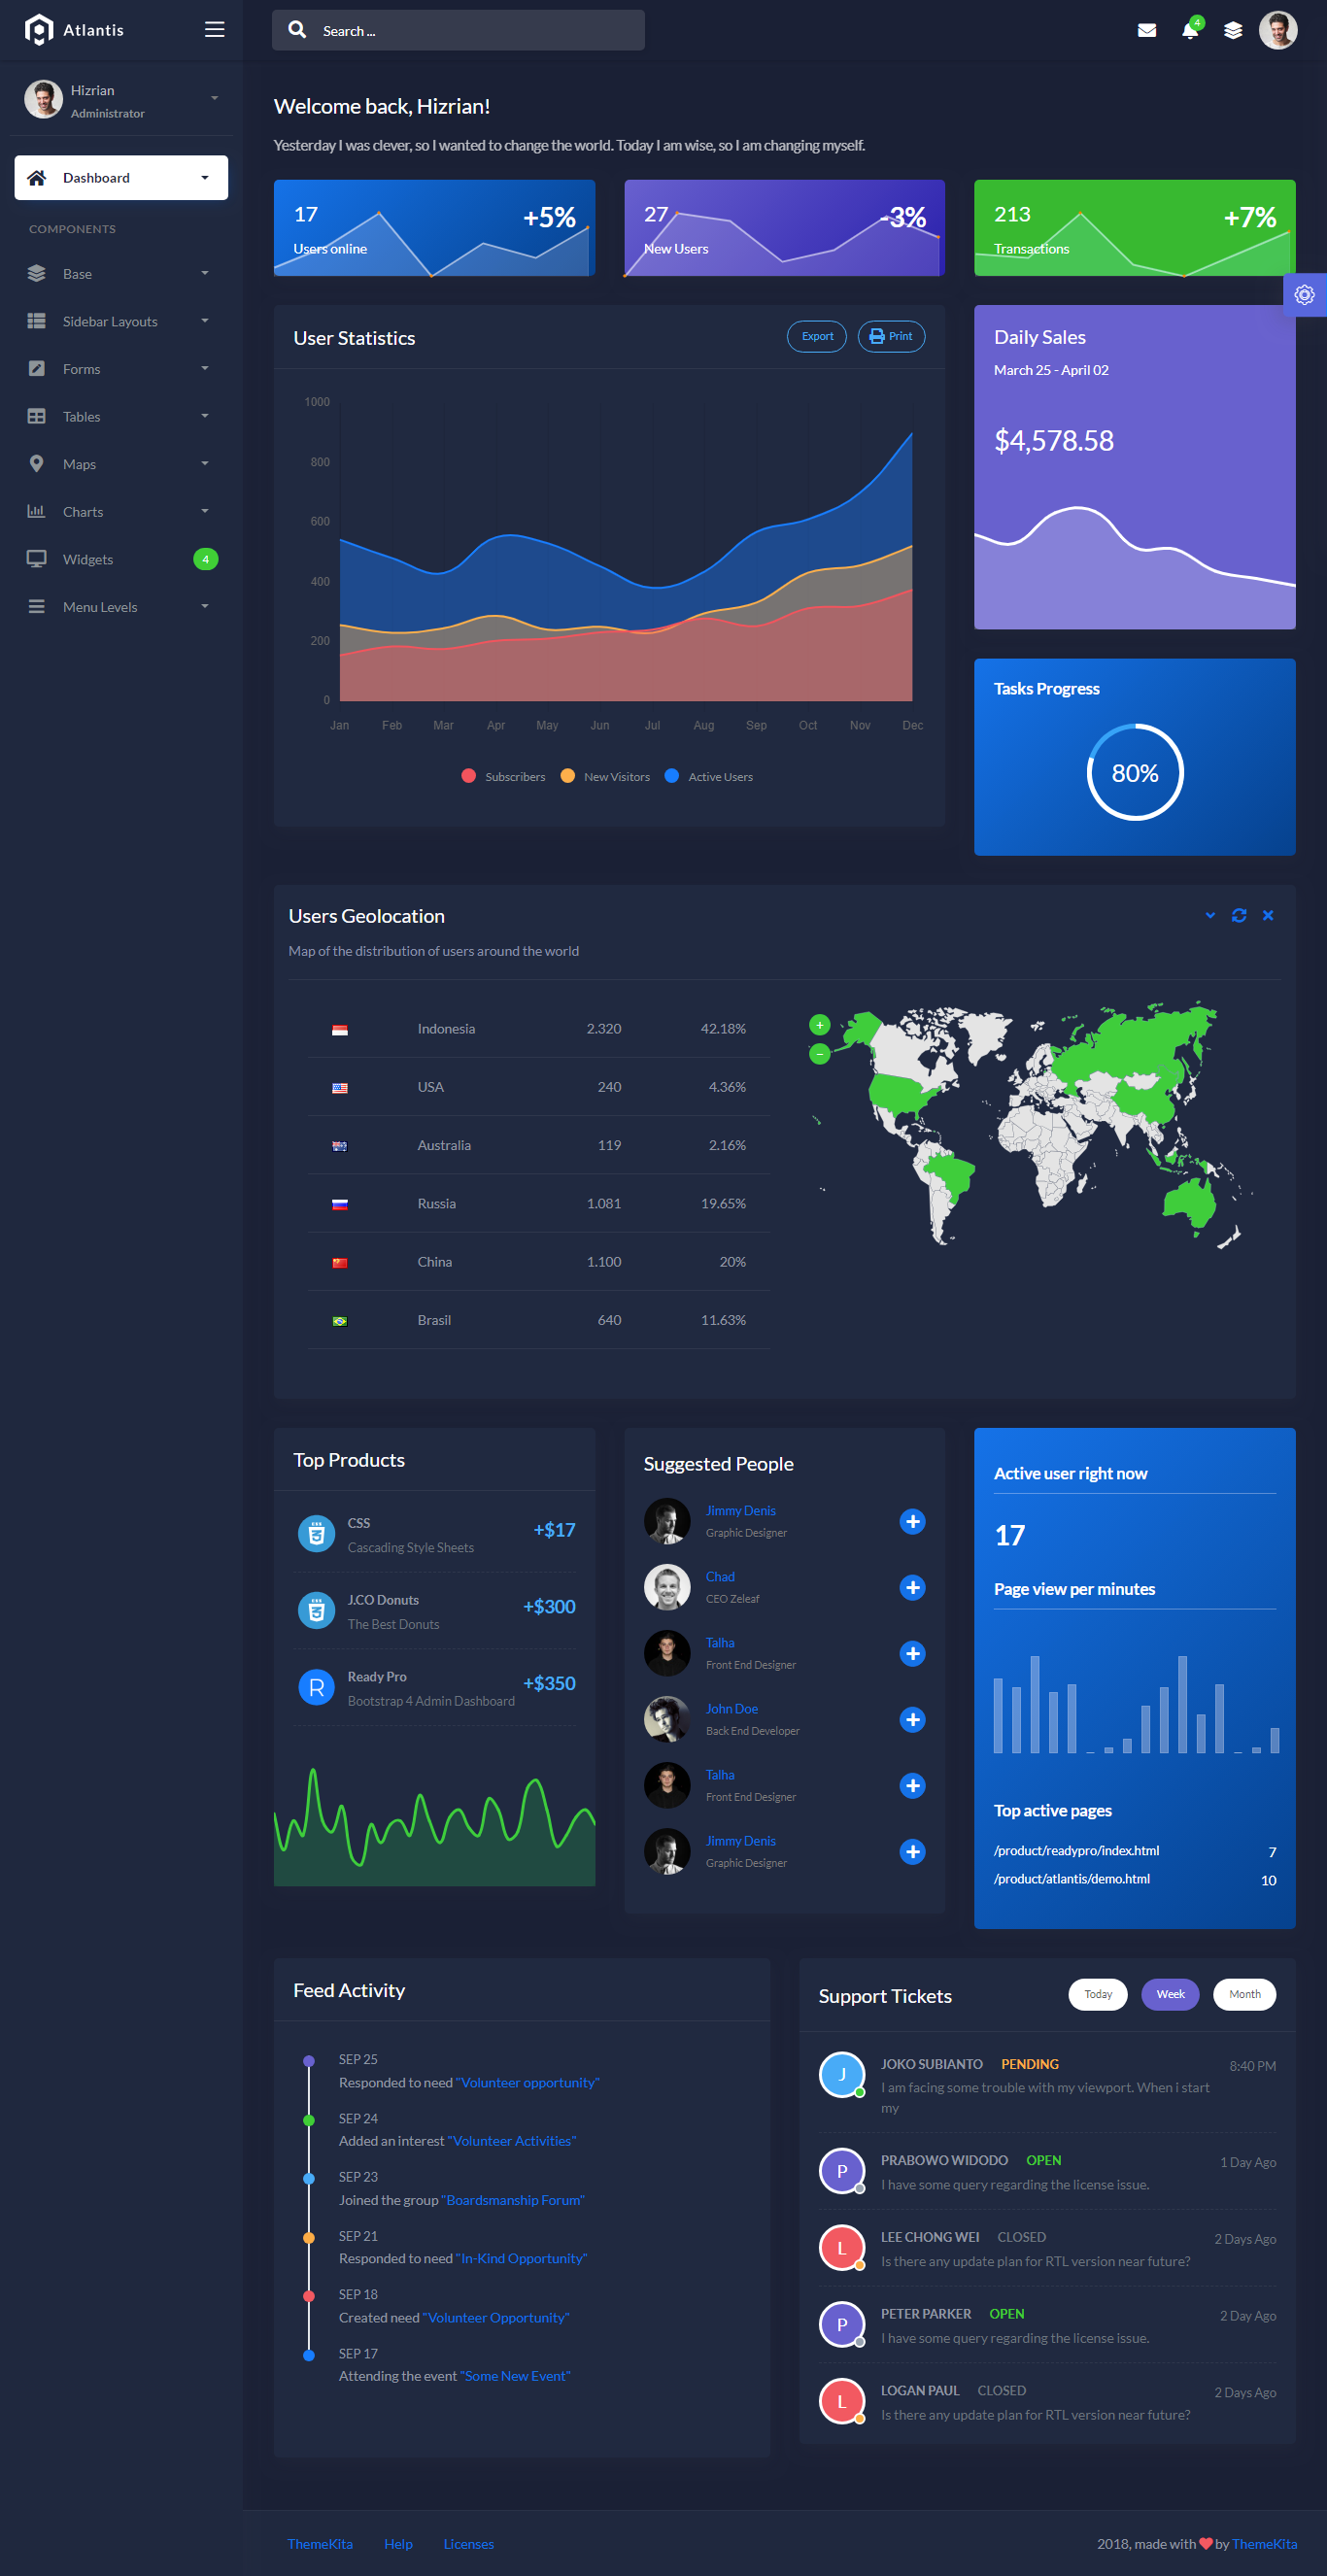 Atlantis
Search ...
4
Hizrian
Administrator
Dashboard
COMPONENTS
Base
Sidebar Layouts
Forms
Tables
Maps
Charts
Widgets 4
Menu Levels
Welcome back, Hizrian!
Yesterday I was clever, so I wanted to change the world. Today I am wise, so I am changing myself.
17 +5%
Users online
27 -3%
New Users
213 +7%
Transactions
User Statistics
Export Print
1000
800
600
400
200
0
Jan Feb Mar Apr May Jun Jul Aug Sep Oct Nov Dec
Subscribers New Visitors Active Users
Daily Sales
March 25 - April 02
$4,578.58
Tasks Progress
80%
Users Geolocation
Map of the distribution of users around the world
Indonesia 2.320 42.18%
USA 240 4.36%
Australia 119 2.16%
Russia 1.081 19.65%
China 1.100 20%
Brasil 640 11.63%
+
−
Top Products
CSS
Cascading Style Sheets
+$17
J.CO Donuts
The Best Donuts
+$300
R
Ready Pro
Bootstrap 4 Admin Dashboard
+$350
Suggested People
Jimmy Denis
Graphic Designer
Chad
CEO Zeleaf
Talha
Front End Designer
John Doe
Back End Developer
Talha
Front End Designer
Jimmy Denis
Graphic Designer
Active user right now
17
Page view per minutes
Top active pages
/product/readypro/index.html 7
/product/atlantis/demo.html 10
Feed Activity
SEP 25
Responded to need "Volunteer opportunity"
SEP 24
Added an interest "Volunteer Activities"
SEP 23
Joined the group "Boardsmanship Forum"
SEP 21
Responded to need "In-Kind Opportunity"
SEP 18
Created need "Volunteer Opportunity"
SEP 17
Attending the event "Some New Event"
Support Tickets
Today Week Month
J
JOKO SUBIANTO PENDING 8:40 PM
I am facing some trouble with my viewport. When i start
my
P
PRABOWO WIDODO OPEN 1 Day Ago
I have some query regarding the license issue.
L
LEE CHONG WEI CLOSED 2 Days Ago
Is there any update plan for RTL version near future?
P
PETER PARKER OPEN 2 Day Ago
I have some query regarding the license issue.
L
LOGAN PAUL CLOSED 2 Days Ago
Is there any update plan for RTL version near future?
ThemeKita Help Licenses
2018, made with by ThemeKita